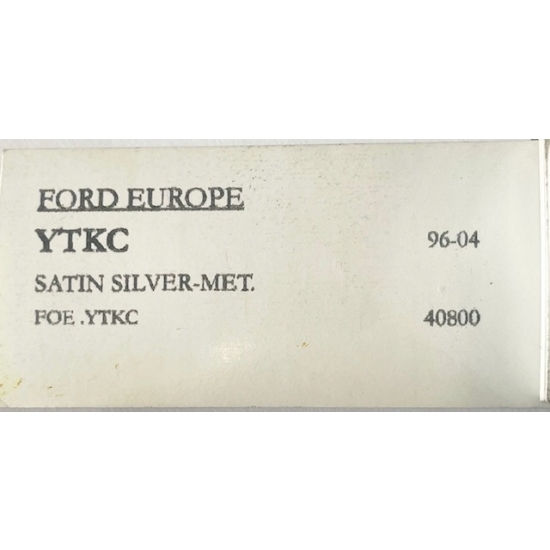 FORD EUROPE
YTKC 96-04
SATIN SILVER-MET.
FOE .YTKC 40800